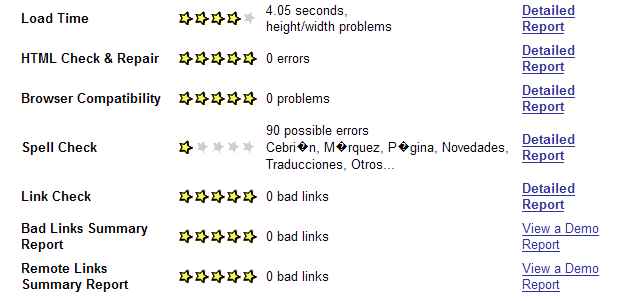 Load Time
4.05 seconds,
height/width problems
Detailed
Report
HTML Check & Repair
0 errors
Detailed
Report
Browser Compatibility
0 problems
Detailed
Report
Spell Check
90 possible errors
Cebri�n, M�rquez, P�gina, Novedades,
Traducciones, Otros...
Detailed
Report
Link Check
0 bad links
Detailed
Report
Bad Links Summary
Report
0 bad links
View a Demo
Report
Remote Links
Summary Report
0 bad links
View a Demo
Report